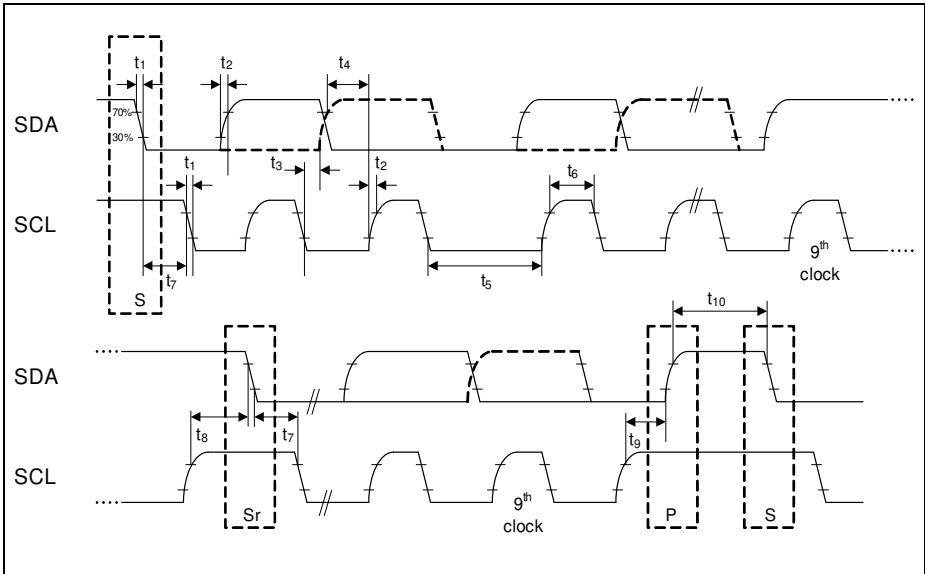 t1 t2 t4
70%
SDA
30%
t1 t3 t2 t6
SCL
9th
clock
t7 t5
S
t10
SDA
t8 t7 t9
SCL
9th
clock
Sr P S